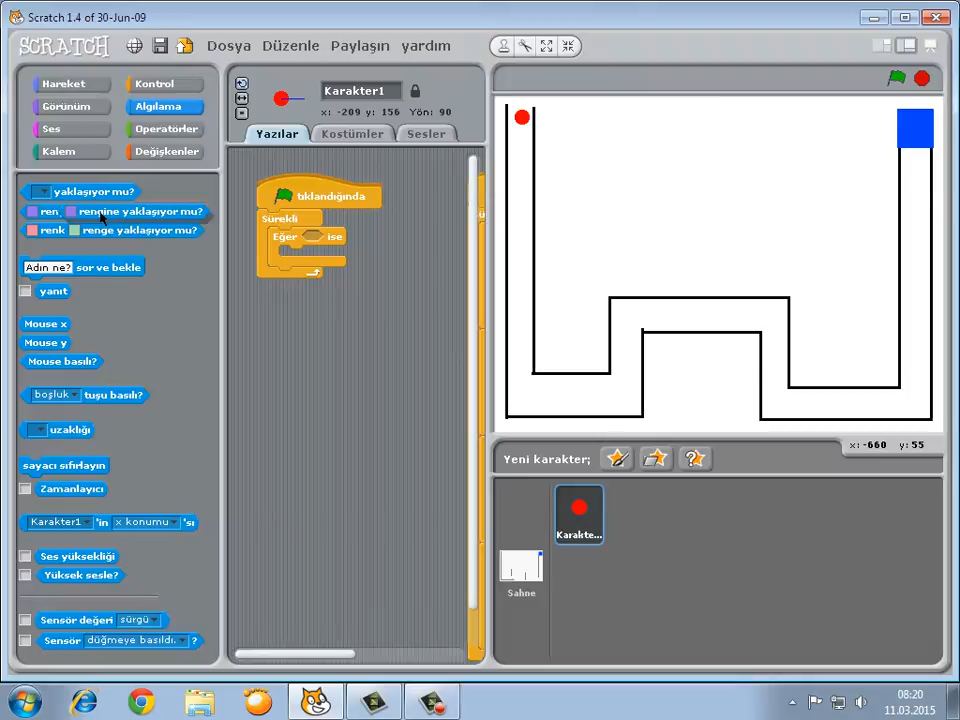 Scratch 1.4 of 30-Jun-09
SCRATCH
Dosya Düzenle Paylaşın yardım
Hareket Kontrol
Görünüm Algılama
Ses Operatörler
Kalem Değişkenler
Karakter1
x: -209 y: 156 Yön: 90
Yazılar Kostümler Sesler
yaklaşıyor mu?
ren rengine yaklaşıyor mu?
renk renge yaklaşıyor mu?
Adın ne? sor ve bekle
yanıt
Mouse x
Mouse y
Mouse basılı?
boşluk tuşu basılı?
uzaklığı
sayacı sıfırlayın
Zamanlayıcı
Karakter1 'in x konumu 'sı
Ses yüksekliği
Yüksek sesle?
Sensör değeri sürgü
Sensör düğmeye basıldı. ?
tıklandığında
Sürekli
Eğer ise
x: -660 y: 55
Yeni karakter;
Karakte...
Sahne
08:20
11.03.2015